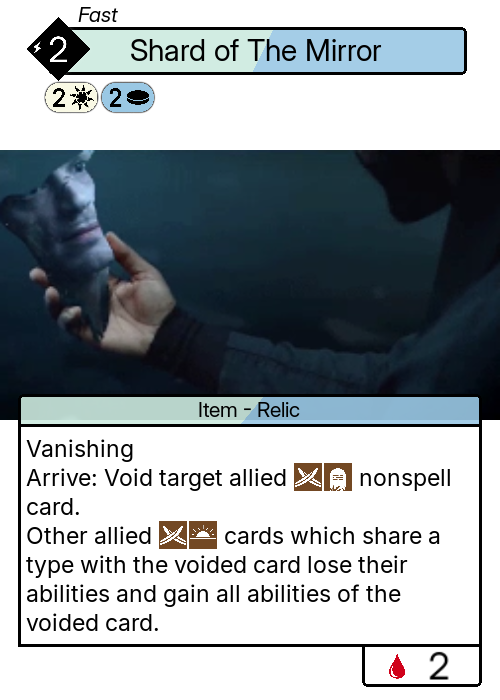 Fast
2 Shard of The Mirror
2 2
Item - Relic
Vanishing
Arrive: Void target allied nonspell
card.
Other allied cards which share a
type with the voided card lose their
abilities and gain all abilities of the
voided card.
2